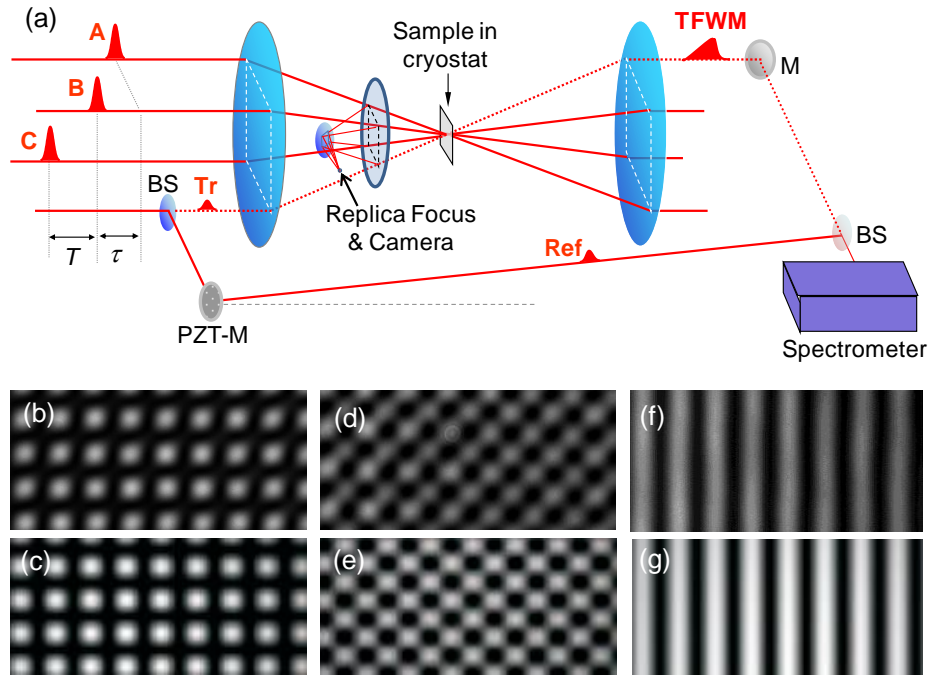 (a)
A
B
C
Tr
BS
T
τ
PZT-M
Replica Focus
& Camera
Sample in
cryostat
Ref
TFWM
M
BS
Spectrometer
(b)
(d)
(f)
(c)
(e)
(g)